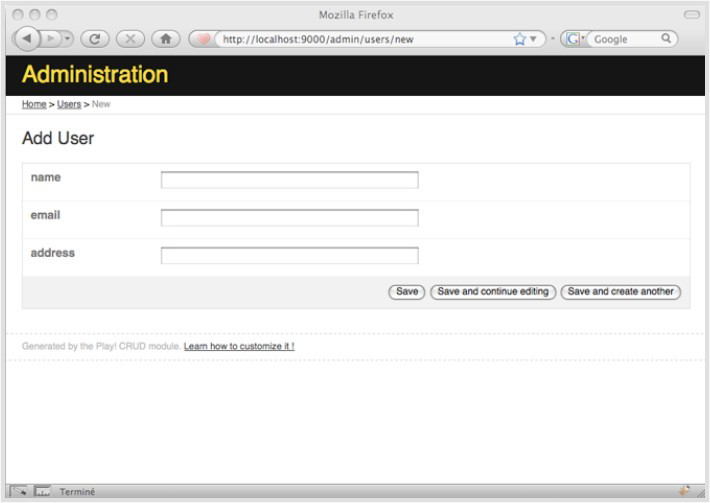 Mozilla Firefox
http://localhost:9000/admin/users/new
Google
Administration
Home > Users > New
Add User
name
email
address
Save Save and continue editing Save and create another
Generated by the Play! CRUD module. Learn how to customize it !
Terminé